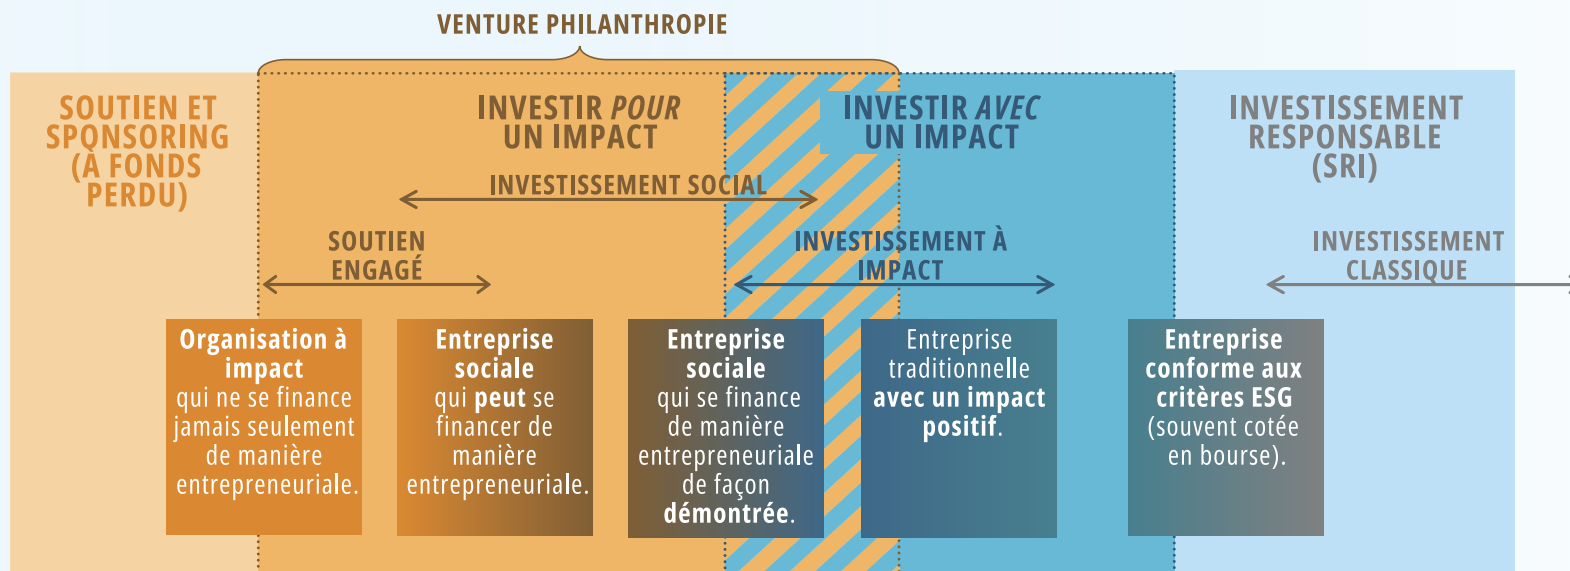 VENTURE PHILANTHROPIE
SOUTIEN ET
SPONSORING
(À FONDS
PERDU)
INVESTIR POUR
UN IMPACT
INVESTIR AVEC
UN IMPACT
INVESTISSEMENT
RESPONSABLE
(SRI)
INVESTISSEMENT SOCIAL
SOUTIEN
ENGAGÉ
INVESTISSEMENT À
IMPACT
INVESTISSEMENT
CLASSIQUE
Organisation à
impact
qui ne se finance
jamais seulement
de manière
entrepreneuriale.
Entreprise
sociale
qui peut se
financer de
manière
entrepreneuriale.
Entreprise
sociale
qui se finance
de manière
entrepreneuriale
de façon
démontrée.
Entreprise
traditionnelle
avec un impact
positif.
Entreprise
conforme aux
critères ESG
(souvent cotée
en bourse).